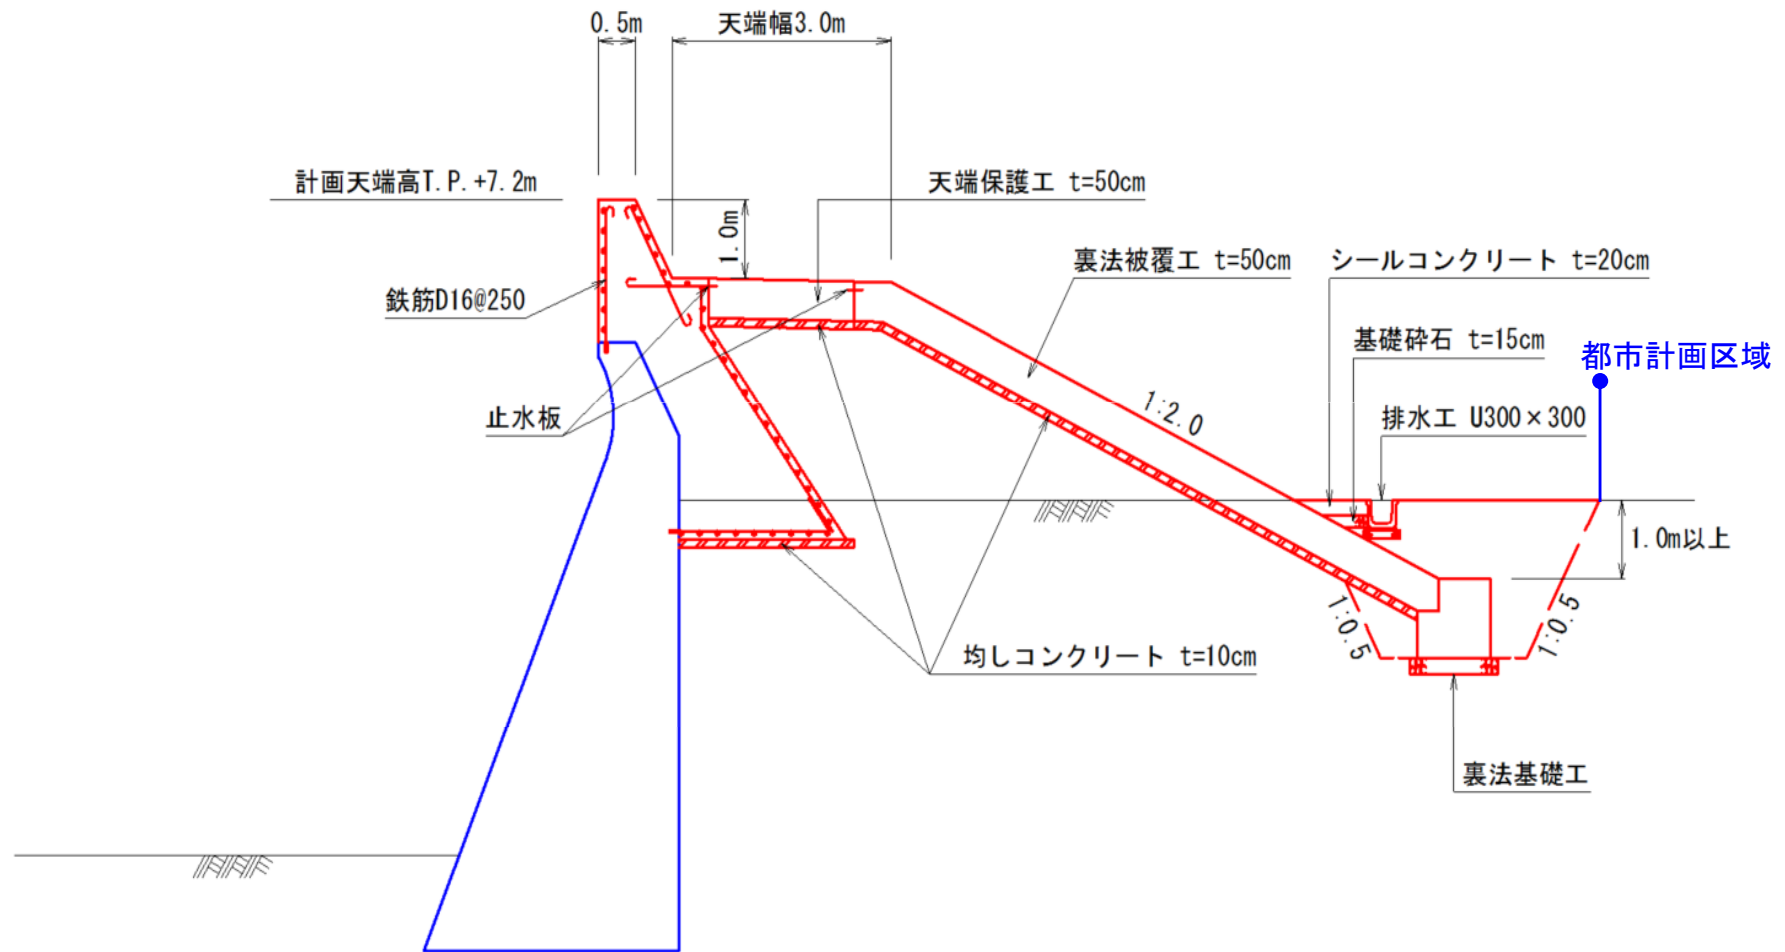 0.5m
天端幅3.0m
計画天端高T.P.+7.2m
天端保護工 t=50cm
1.0m
裏法被覆工 t=50cm
シールコンクリート t=20cm
鉄筋D16@250
基礎砕石 t=15cm
都市計画区域
止水板
1:2.0
排水工 U300×300
1.0m以上
1:0.5
1:0.5
均しコンクリート t=10cm
裏法基礎工